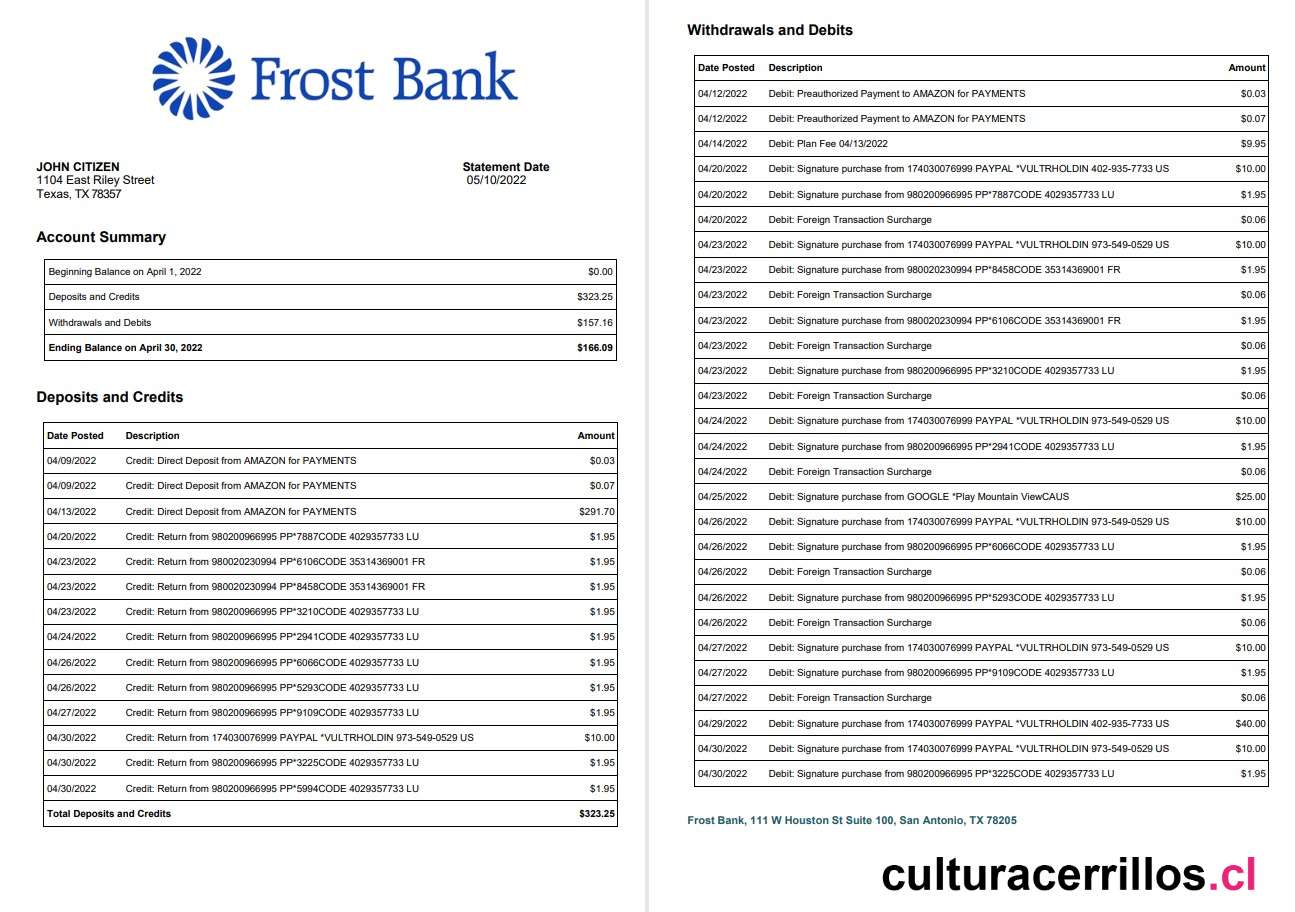 Frost Bank
JOHN CITIZEN
1104 East Riley Street
Texas, TX 78357
Statement Date
05/10/2022
Account Summary
Beginning Balance on April 1, 2022 $0.00
Deposits and Credits $323.25
Withdrawals and Debits $157.16
Ending Balance on April 30, 2022 $166.09
Deposits and Credits
Date Posted Description Amount
04/09/2022 Credit: Direct Deposit from AMAZON for PAYMENTS $0.03
04/09/2022 Credit: Direct Deposit from AMAZON for PAYMENTS $0.07
04/13/2022 Credit: Direct Deposit from AMAZON for PAYMENTS $291.70
04/20/2022 Credit: Return from 980200966995 PP*7887CODE 4029357733 LU $1.95
04/23/2022 Credit: Return from 980020230994 PP*6106CODE 35314369001 FR $1.95
04/23/2022 Credit: Return from 980020230994 PP*8458CODE 35314369001 FR $1.95
04/23/2022 Credit: Return from 980200966995 PP*3210CODE 4029357733 LU $1.95
04/24/2022 Credit: Return from 980200966995 PP*2941CODE 4029357733 LU $1.95
04/26/2022 Credit: Return from 980200966995 PP*6066CODE 4029357733 LU $1.95
04/26/2022 Credit: Return from 980200966995 PP*5293CODE 4029357733 LU $1.95
04/27/2022 Credit: Return from 980200966995 PP*9109CODE 4029357733 LU $1.95
04/30/2022 Credit: Return from 174030076999 PAYPAL *VULTRHOLDIN 973-549-0529 US $10.00
04/30/2022 Credit: Return from 980200966995 PP*3225CODE 4029357733 LU $1.95
04/30/2022 Credit: Return from 980200966995 PP*5994CODE 4029357733 LU $1.95
Total Deposits and Credits $323.25
Withdrawals and Debits
Date Posted Description Amount
04/12/2022 Debit: Preauthorized Payment to AMAZON for PAYMENTS $0.03
04/12/2022 Debit: Preauthorized Payment to AMAZON for PAYMENTS $0.07
04/14/2022 Debit: Plan Fee 04/13/2022 $9.95
04/20/2022 Debit: Signature purchase from 174030076999 PAYPAL *VULTRHOLDIN 402-935-7733 US $10.00
04/20/2022 Debit: Signature purchase from 980200966995 PP*7887CODE 4029357733 LU $1.95
04/20/2022 Debit: Foreign Transaction Surcharge $0.06
04/23/2022 Debit: Signature purchase from 174030076999 PAYPAL *VULTRHOLDIN 973-549-0529 US $10.00
04/23/2022 Debit: Signature purchase from 980020230994 PP*8458CODE 35314369001 FR $1.95
04/23/2022 Debit: Foreign Transaction Surcharge $0.06
04/23/2022 Debit: Signature purchase from 980020230994 PP*6106CODE 35314369001 FR $1.95
04/23/2022 Debit: Foreign Transaction Surcharge $0.06
04/23/2022 Debit: Signature purchase from 980200966995 PP*3210CODE 4029357733 LU $1.95
04/23/2022 Debit: Foreign Transaction Surcharge $0.06
04/24/2022 Debit: Signature purchase from 174030076999 PAYPAL *VULTRHOLDIN 973-549-0529 US $10.00
04/24/2022 Debit: Signature purchase from 980200966995 PP*2941CODE 4029357733 LU $1.95
04/24/2022 Debit: Foreign Transaction Surcharge $0.06
04/25/2022 Debit: Signature purchase from GOOGLE *Play Mountain ViewCAUS $25.00
04/26/2022 Debit: Signature purchase from 174030076999 PAYPAL *VULTRHOLDIN 973-549-0529 US $10.00
04/26/2022 Debit: Signature purchase from 980200966995 PP*6066CODE 4029357733 LU $1.95
04/26/2022 Debit: Foreign Transaction Surcharge $0.06
04/26/2022 Debit: Signature purchase from 980200966995 PP*5293CODE 4029357733 LU $1.95
04/26/2022 Debit: Foreign Transaction Surcharge $0.06
04/27/2022 Debit: Signature purchase from 174030076999 PAYPAL *VULTRHOLDIN 973-549-0529 US $10.00
04/27/2022 Debit: Signature purchase from 980200966995 PP*9109CODE 4029357733 LU $1.95
04/27/2022 Debit: Foreign Transaction Surcharge $0.06
04/29/2022 Debit: Signature purchase from 174030076999 PAYPAL *VULTRHOLDIN 402-935-7733 US $40.00
04/30/2022 Debit: Signature purchase from 174030076999 PAYPAL *VULTRHOLDIN 973-549-0529 US $10.00
04/30/2022 Debit: Signature purchase from 980200966995 PP*3225CODE 4029357733 LU $1.95
Frost Bank, 111 W Houston St Suite 100, San Antonio, TX 78205
culturacerrillos.cl